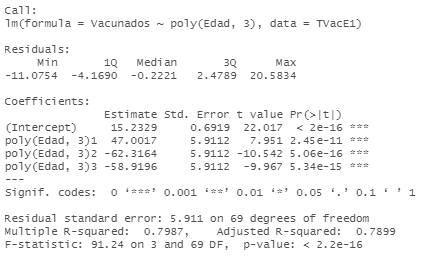 Call:
lm(formula = Vacunados ~ poly(Edad, 3), data = TVacE1)
Residuals:
Min 1Q Median 3Q Max
-11.0754 -4.1690 -0.2221 2.4789 20.5834
Coefficients:
Estimate Std. Error t value Pr(>|t|)
(Intercept) 15.2329 0.6919 22.017 < 2e-16 ***
poly(Edad, 3)1 47.0017 5.9112 7.951 2.45e-11 ***
poly(Edad, 3)2 -62.3164 5.9112 -10.542 5.06e-16 ***
poly(Edad, 3)3 -58.9196 5.9112 -9.967 5.34e-15 ***
---
Signif. codes: 0 ‘***’ 0.001 ‘**’ 0.01 ‘*’ 0.05 ‘.’ 0.1 ‘ ’ 1
Residual standard error: 5.911 on 69 degrees of freedom
Multiple R-squared: 0.7987, Adjusted R-squared: 0.7899
F-statistic: 91.24 on 3 and 69 DF, p-value: < 2.2e-16